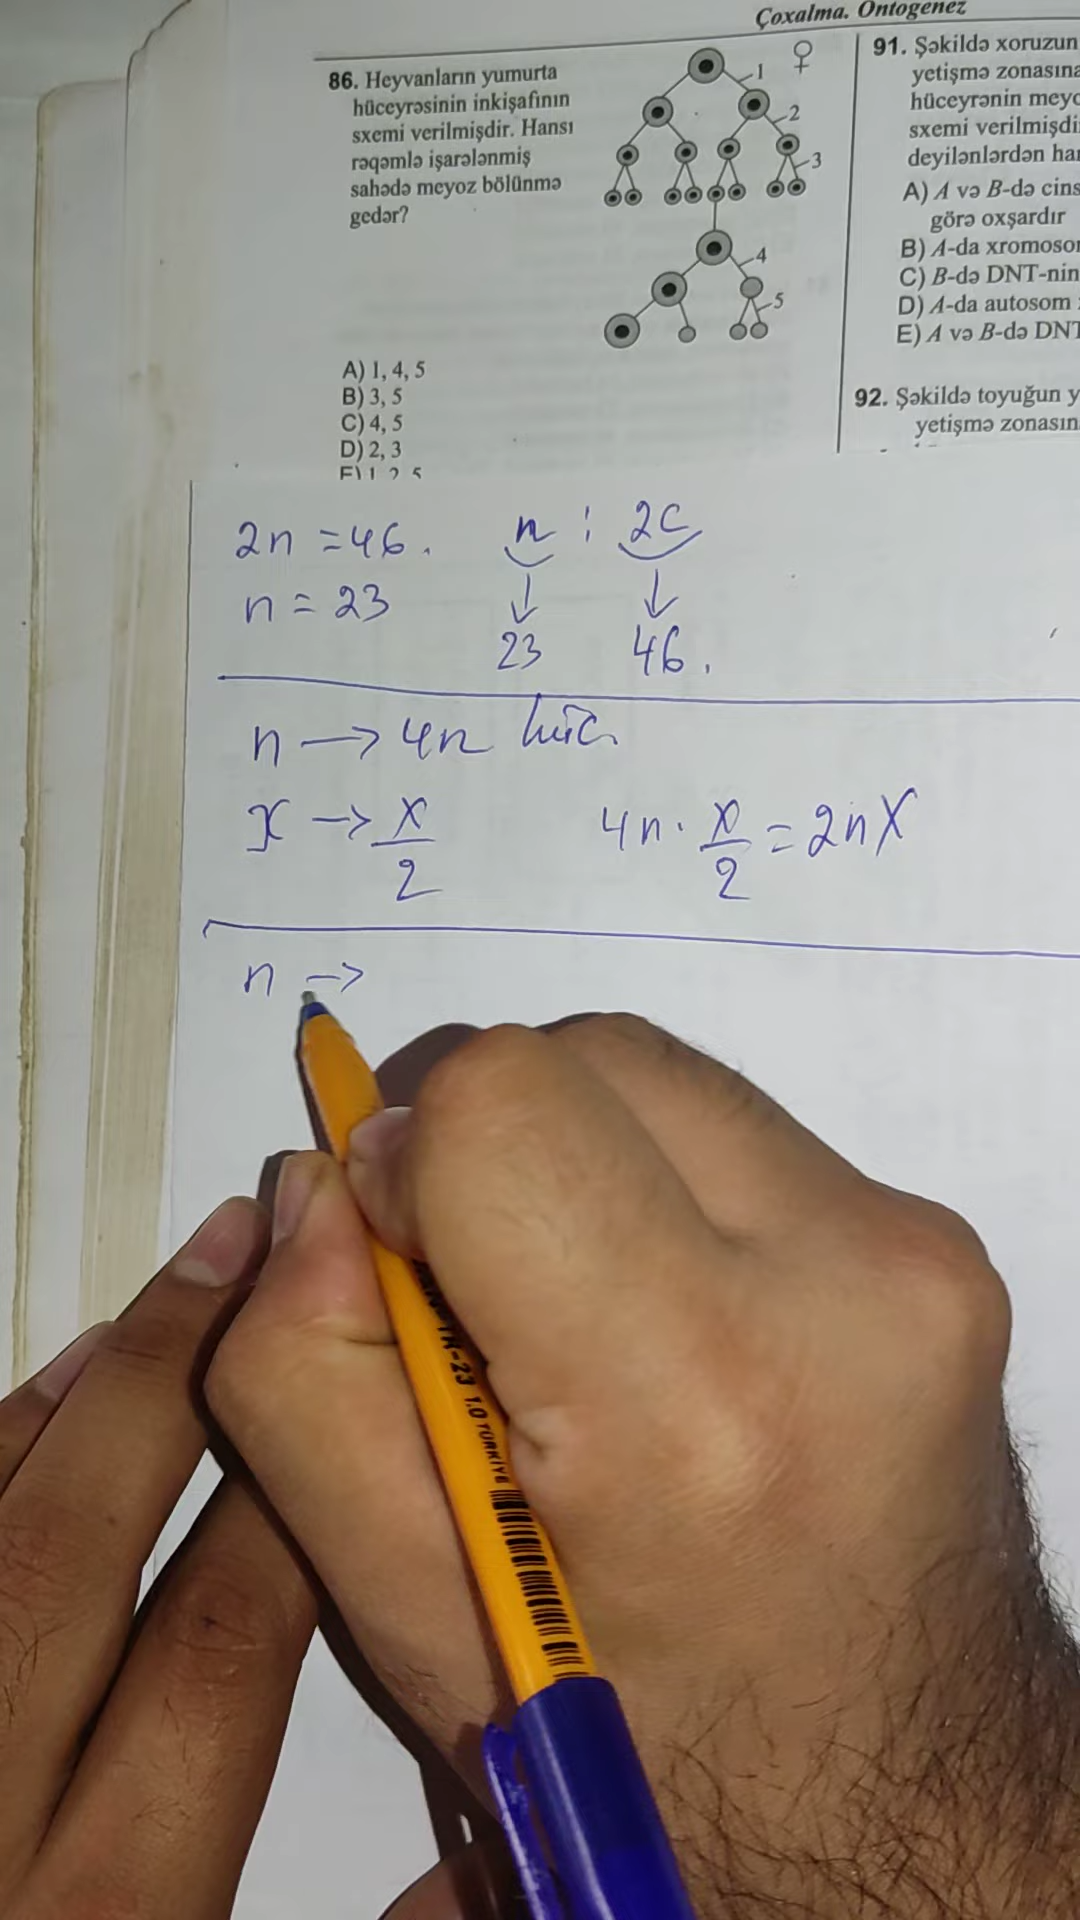 Çoxalma. Ontogenez
86. Heyvanların yumurta
hüceyrəsinin inkişafının
sxemi verilmişdir. Hansı
rəqəmlə işarələnmiş
sahədə meyoz bölünmə
gedər?
1
♀
2
3
4
5
A) 1, 4, 5
B) 3, 5
C) 4, 5
D) 2, 3
E) 1, 2, 5
91. Şəkildə xoruzun
yetişmə zonasına
hüceyrənin meyo
sxemi verilmişdi
deyilənlərdən ha
A) A və B-də cins
görə oxşardır
B) A-da xromoso
C) B-də DNT-nin
D) A-da autosom
E) A və B-də DNT
92. Şəkildə toyuğun y
yetişmə zonasın
2n = 46.
n : 2C
n = 23
23 46.
n → 4n hüc.
x → x/2
4n · x/2 = 2nx
n →
1.0 TÜRKİYE